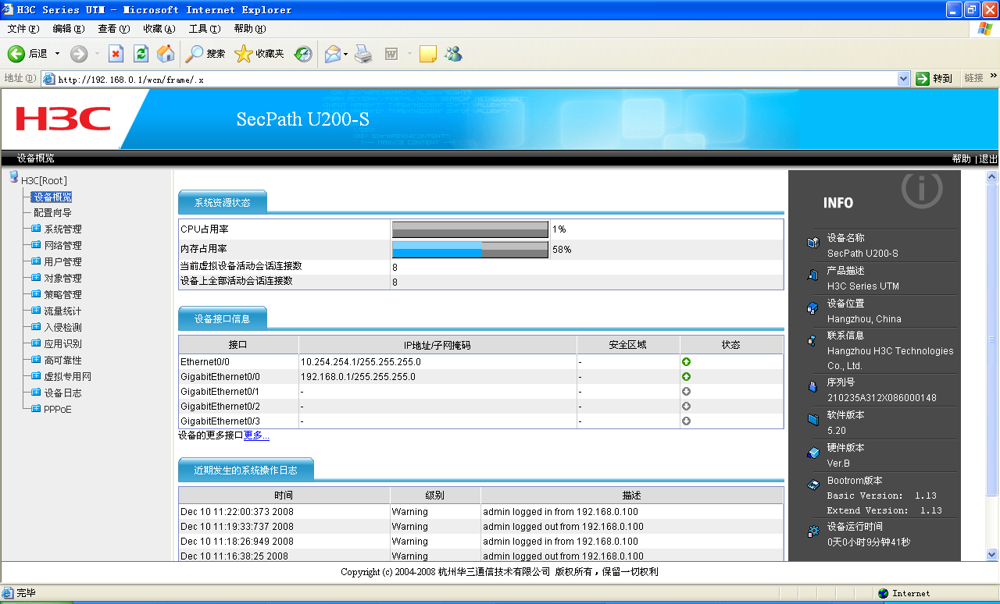 H3C Series UTM - Microsoft Internet Explorer
文件(F) 编辑(E) 查看(V) 收藏(A) 工具(T) 帮助(H)
后退 搜索 收藏夹
地址(D) http://192.168.0.1/wcn/frame/.x 转到 链接 »
H3C SecPath U200-S
设备概览 帮助 |退出
H3C[Root]
设备概览
配置向导
系统管理
网络管理
用户管理
对象管理
策略管理
流量统计
入侵检测
应用识别
高可靠性
虚拟专用网
设备日志
PPPoE
系统资源状态
CPU占用率 1%
内存占用率 58%
当前虚拟设备活动会话连接数 8
设备上全部活动会话连接数 8
设备接口信息
接口 IP地址/子网掩码 安全区域 状态
Ethernet0/0 10.254.254.1/255.255.255.0 -
GigabitEthernet0/0 192.168.0.1/255.255.255.0 -
GigabitEthernet0/1 - -
GigabitEthernet0/2 - -
GigabitEthernet0/3 - -
设备的更多接口更多...
近期发生的系统操作日志
时间 级别 描述
Dec 10 11:22:00:373 2008 Warning admin logged in from 192.168.0.100
Dec 10 11:19:33:737 2008 Warning admin logged out from 192.168.0.100
Dec 10 11:18:26:949 2008 Warning admin logged in from 192.168.0.100
Dec 10 11:16:38:25 2008 Warning admin logged out from 192.168.0.100
INFO
设备名称
SecPath U200-S
产品描述
H3C Series UTM
设备位置
Hangzhou, China
联系信息
Hangzhou H3C Technologies
Co., Ltd.
序列号
210235A312X086000148
软件版本
5.20
硬件版本
Ver.B
Bootrom版本
Basic Version: 1.13
Extend Version: 1.13
设备运行时间
0天0小时9分钟41秒
Copyright (c) 2004-2008 杭州华三通信技术有限公司 版权所有，保留一切权利
完毕 Internet